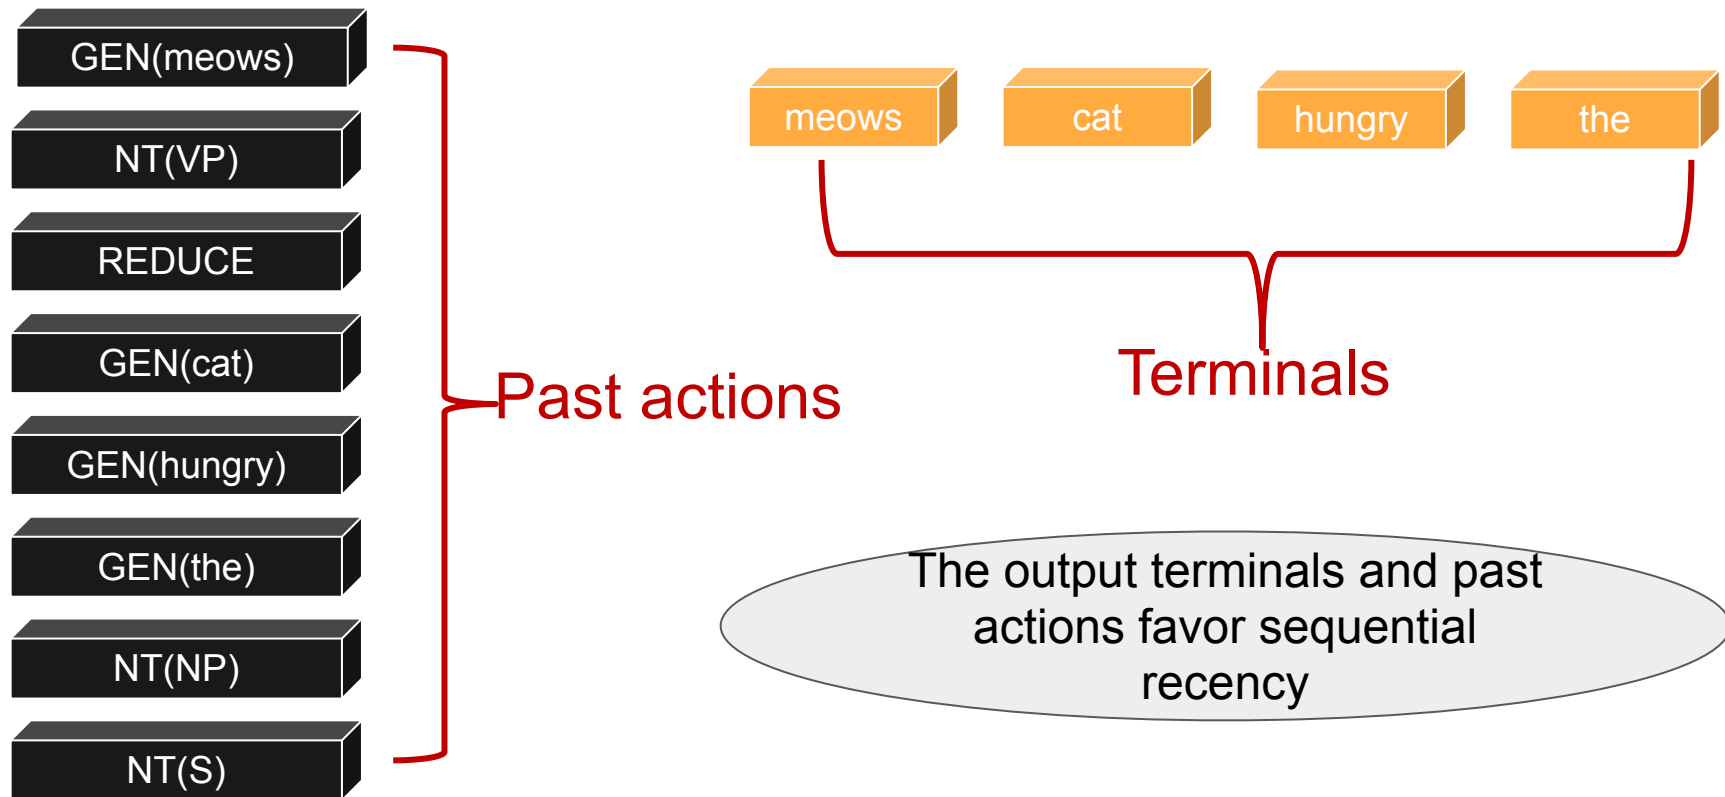 GEN(meows)
NT(VP)
REDUCE
GEN(cat)
GEN(hungry)
GEN(the)
NT(NP)
NT(S)
Past actions
meows cat hungry the
Terminals
The output terminals and past
actions favor sequential
recency